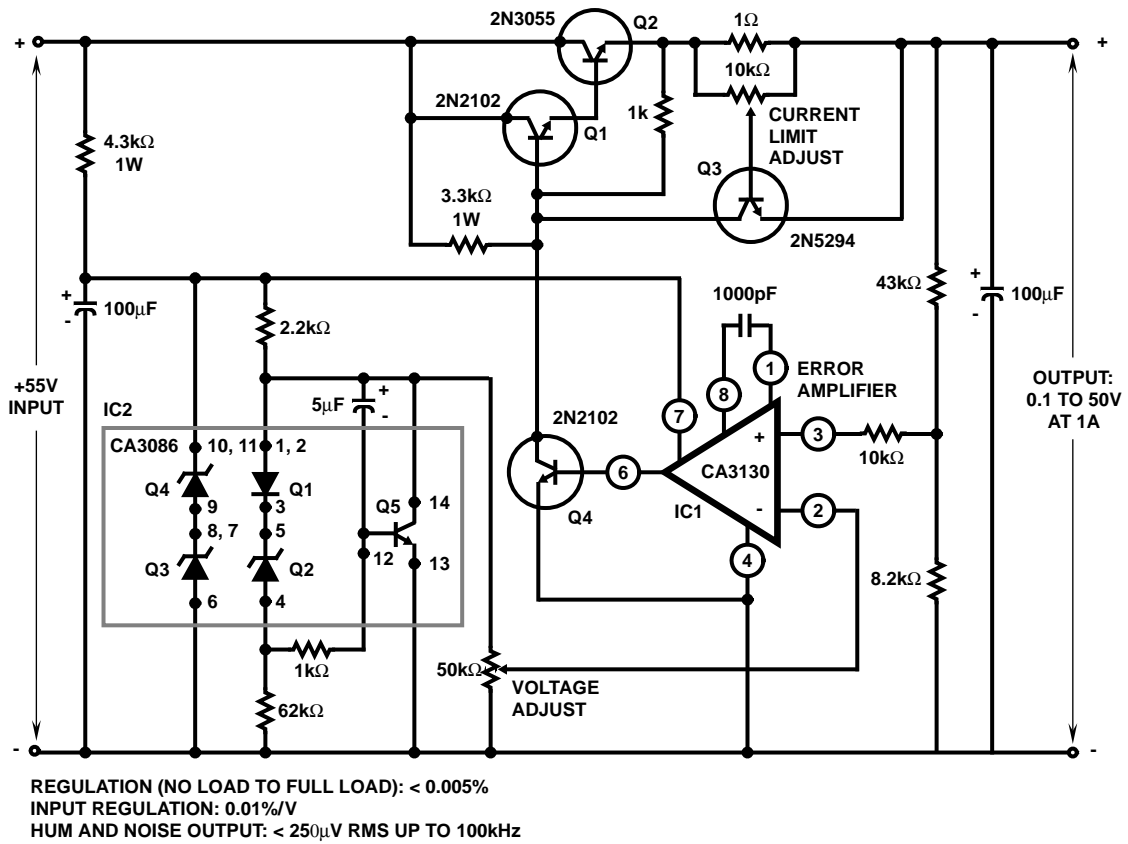 2N3055
Q2
1Ω
+
+
10kΩ
2N2102
Q1
1k
CURRENT
LIMIT
ADJUST
4.3kΩ
1W
Q3
3.3kΩ
1W
2N5294
+
-
100μF
2.2kΩ
1000pF
43kΩ
+
-
100μF
+55V
INPUT
1
ERROR
AMPLIFIER
OUTPUT:
0.1 TO 50V
AT 1A
5μF
+
-
8
7
IC2
2N2102
CA3086
10, 11
1, 2
+
3
10kΩ
Q4
Q1
6
CA3130
9
3
Q5
14
IC1
-
2
8, 7
5
Q4
Q3
Q2
12
13
4
8.2kΩ
6
4
1kΩ
50kΩ
VOLTAGE
ADJUST
62kΩ
-
-
REGULATION (NO LOAD TO FULL LOAD): < 0.005%
INPUT REGULATION: 0.01%/V
HUM AND NOISE OUTPUT: < 250μV RMS UP TO 100kHz